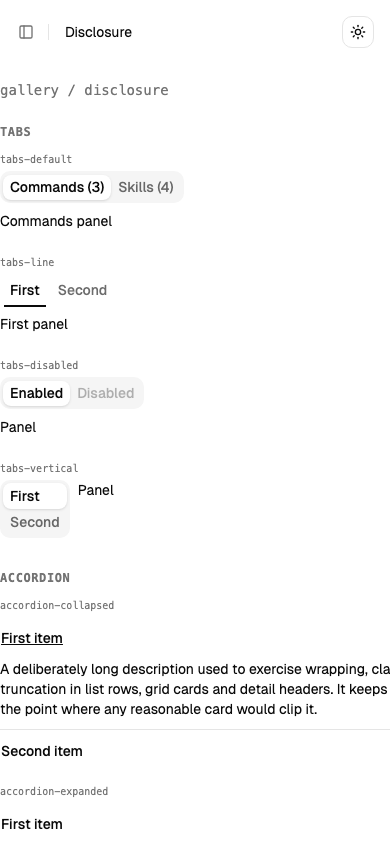 Disclosure
gallery / disclosure
TABS
tabs-default
Commands (3) Skills (4)
Commands panel
tabs-line
First Second
First panel
tabs-disabled
Enabled Disabled
Panel
tabs-vertical
First Panel
Second
ACCORDION
accordion-collapsed
First item
A deliberately long description used to exercise wrapping, cla
truncation in list rows, grid cards and detail headers. It keeps
the point where any reasonable card would clip it.
Second item
accordion-expanded
First item